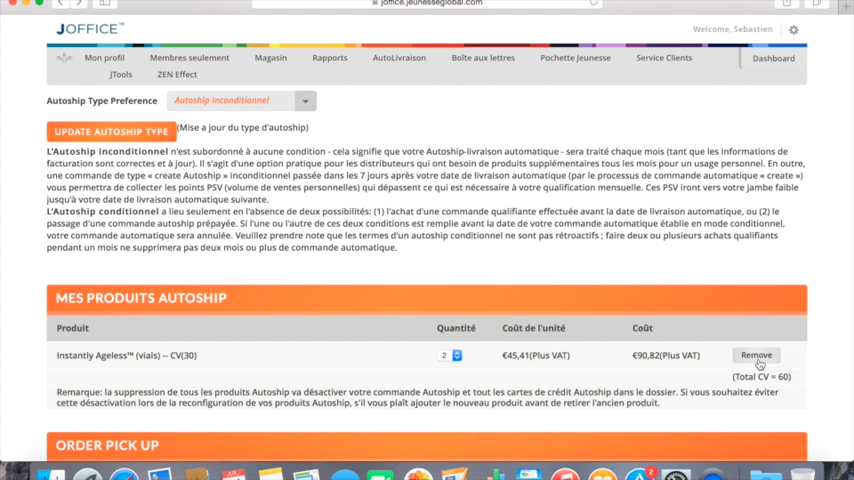 joffice.jeunesseglobal.com
JOFFICE™
Welcome, Sebastien
Mon profil Membres seulement Magasin Rapports AutoLivraison Boîte aux lettres Pochette Jeunesse Service Clients Dashboard
JTools ZEN Effect
Autoship Type Preference Autoship Inconditionnel
UPDATE AUTOSHIP TYPE (Mise a jour du type d'autoship)
L'Autoship inconditionnel n'est subordonné à aucune condition - cela signifie que votre Autoship-livraison automatique - sera traité chaque mois (tant que les informations de
facturation sont correctes et à jour). Il s'agit d'une option pratique pour les distributeurs qui ont besoin de produits supplémentaires tous les mois pour un usage personnel. En outre,
une commande de type « create Autoship » inconditionnel passée dans les 7 jours après votre date de livraison automatique (par le processus de commande automatique « create »)
vous permettra de collecter les points PSV (volume de ventes personnelles) qui dépassent ce qui est nécessaire à votre qualification mensuelle. Ces PSV iront vers votre jambe faible
jusqu'à votre date de livraison automatique suivante.
L'Autoship conditionnel a lieu seulement en l'absence de deux possibilités: (1) l'achat d'un commande qualifiante effectuée avant la date de livraison automatique, ou (2) le
passage d'une commande autoship prépayée. Si l'une ou l'autre de ces deux conditions est remplie avant la date de votre commande automatique établie en mode conditionnel,
votre commande automatique sera annulée. Veuillez prendre note que les termes d'un autoship conditionnel ne sont pas rétroactifs ; faire deux ou plusieurs achats qualifiants
pendant un mois ne supprimera pas deux mois ou plus de commande automatique.
MES PRODUITS AUTOSHIP
Produit Quantité Coût de l'unité Coût
Instantly Ageless™ (vials) -- CV(30) 2 €45,41(Plus VAT) €90,82(Plus VAT) Remove
(Total CV = 60)
Remarque: la suppression de tous les produits Autoship va désactiver votre commande Autoship et tout les cartes de crédit Autoship dans le dossier. Si vous souhaitez éviter
cette désactivation lors de la reconfiguration de vos produits Autoship, s'il vous plaît ajouter le nouveau produit avant de retirer l'ancien produit.
ORDER PICK UP
2